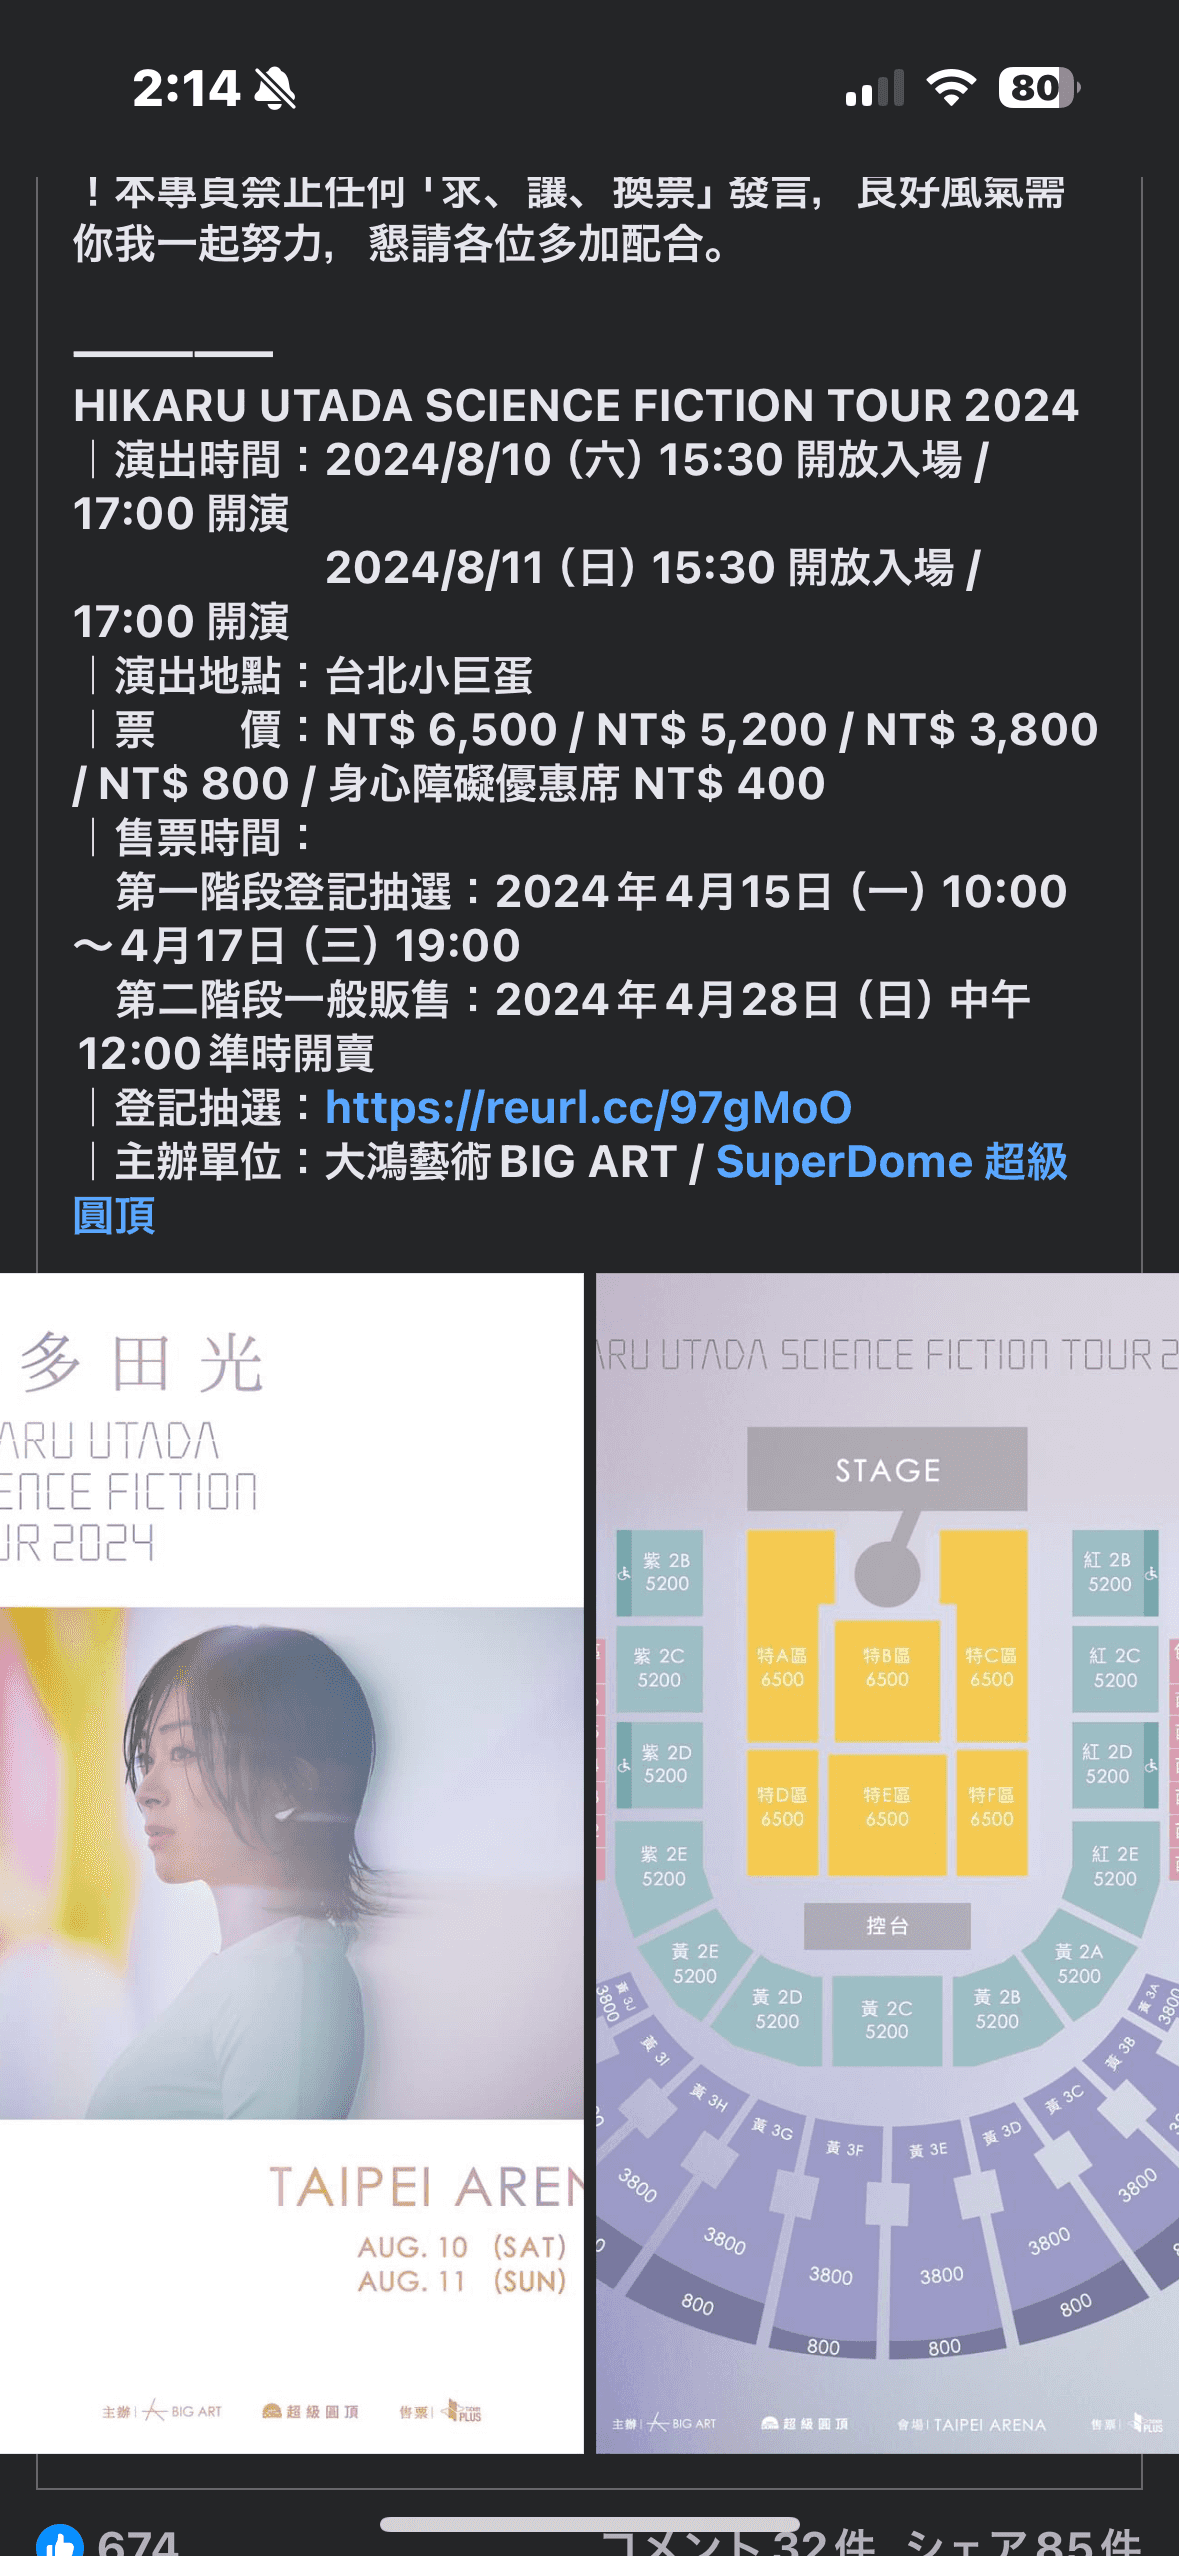 2:14
80
！本專頁禁止任何「求、讓、換票」發言，良好風氣需
你我一起努力，懇請各位多加配合。
—————
HIKARU UTADA SCIENCE FICTION TOUR 2024
｜演出時間：2024/8/10（六）15:30 開放入場 /
17:00 開演
2024/8/11（日）15:30 開放入場 /
17:00 開演
｜演出地點：台北小巨蛋
｜票　　價：NT$ 6,500 / NT$ 5,200 / NT$ 3,800
/ NT$ 800 / 身心障礙優惠席 NT$ 400
｜售票時間：
第一階段登記抽選：2024年4月15日（一）10:00
～4月17日（三）19:00
第二階段一般販售：2024年4月28日（日）中午
12:00準時開賣
｜登記抽選：https://reurl.cc/97gMoO
｜主辦單位：大鴻藝術BIG ART / SuperDome 超級
圓頂
多田光
ARU UTADA
ENCE FICTION
UR 2024
TAIPEI AREN
AUG. 10 (SAT)
AUG. 11 (SUN)
主辦 | BIG ART 超級圓頂 售票 | TICKET PLUS
ARU UTADA SCIENCE FICTION TOUR 2
STAGE
紫 2B
5200
紅 2B
5200
紫 2C
5200
特A區
6500
特B區
6500
特C區
6500
紅 2C
5200
紫 2D
5200
紅 2D
5200
特D區
6500
特E區
6500
特F區
6500
紫 2E
5200
紅 2E
5200
控台
黃 2E
5200
黃 2D
5200
黃 2C
5200
黃 2B
5200
黃 2A
5200
黃 3J
3800
黃 3I
3800
黃 3H
3800
黃 3G
3800
黃 3F
3800
黃 3E
3800
黃 3D
3800
黃 3C
3800
黃 3B
黃 3A
3800
800
800
800
800
主辦 | BIG ART 超級圓頂 會場 | TAIPEI ARENA 售票 | TICKET PLUS
674
コメント32件 シェア85件